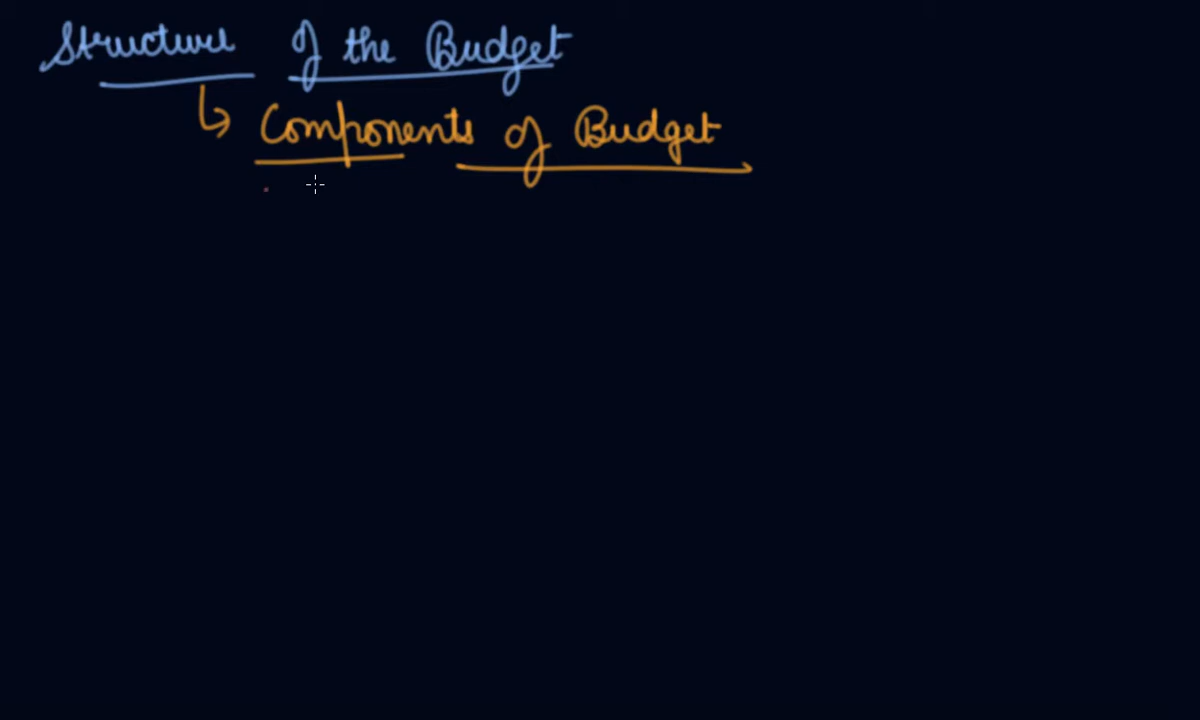 Structure of the Budget
Components of Budget